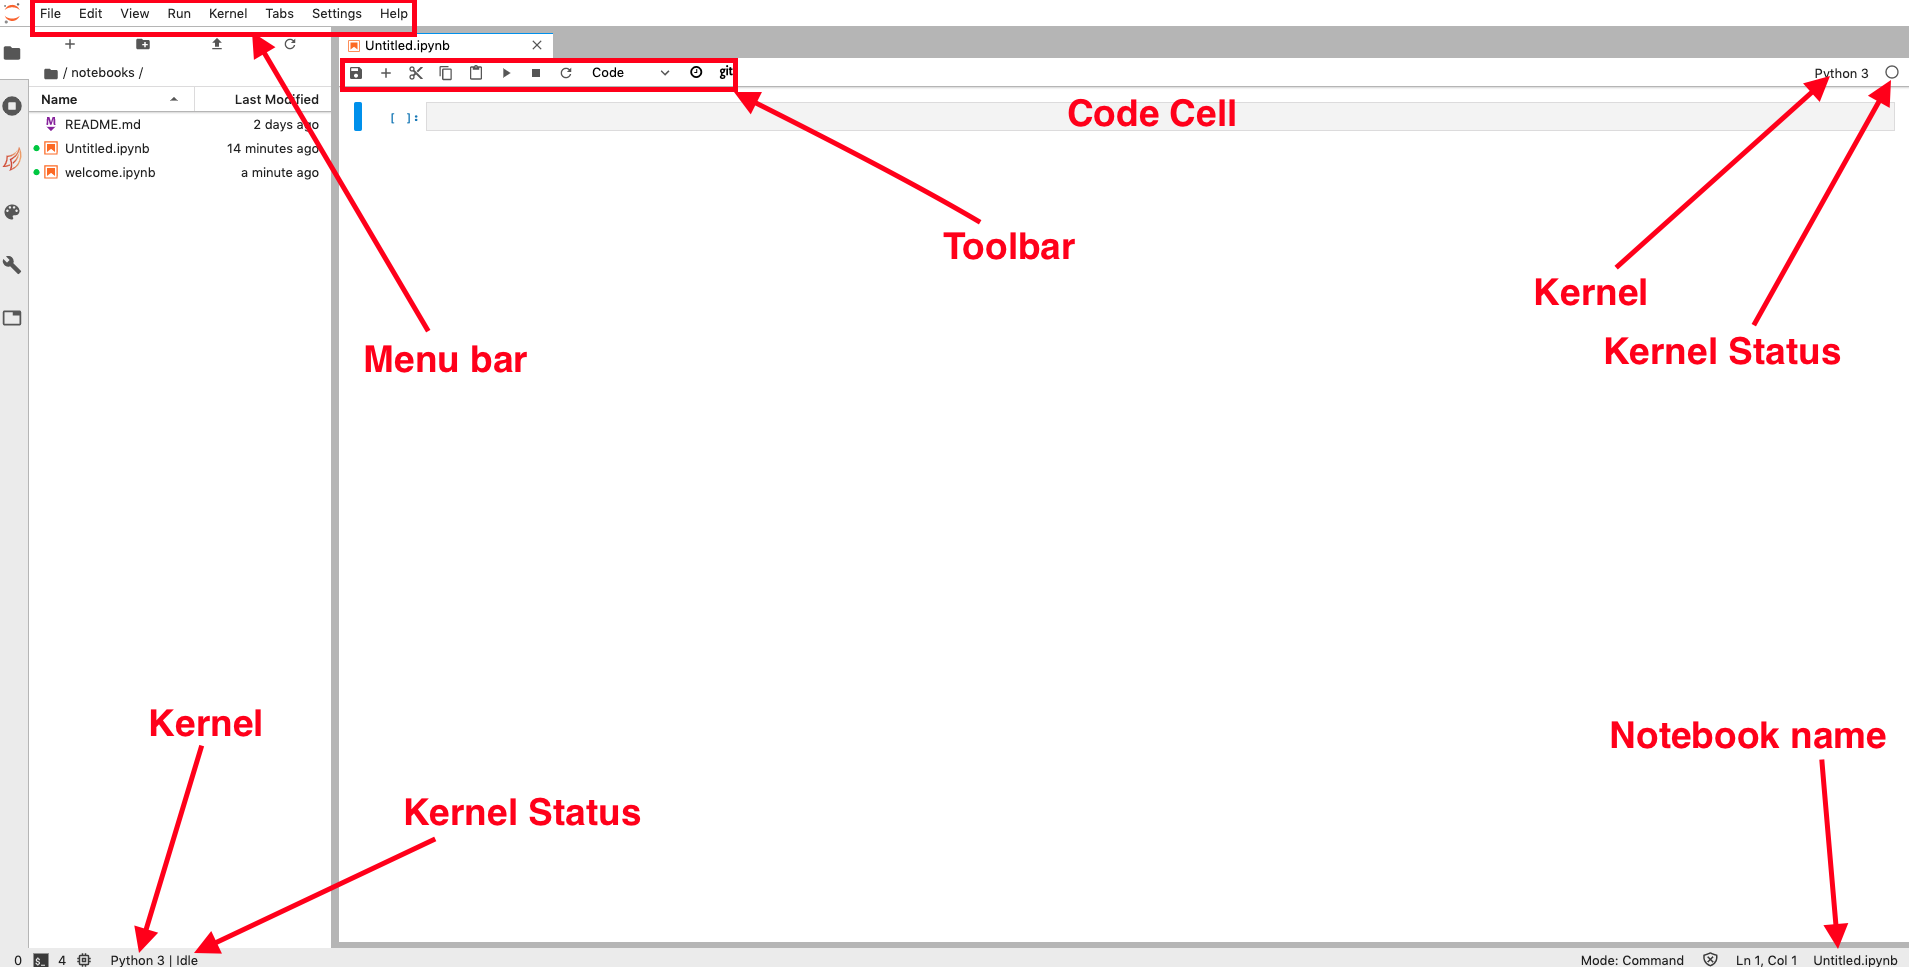 File Edit View Run Kernel Tabs Settings Help
Untitled.ipynb
/ notebooks /
Code
git
Python 3
Name Last Modified
README.md 2 days ago
Untitled.ipynb 14 minutes ago
welcome.ipynb a minute ago
[ ]:
Code Cell
Toolbar
Kernel
Kernel Status
Menu bar
Kernel
Notebook name
Kernel Status
0 $_ 4 Python 3 | Idle Mode: Command Ln 1, Col 1 Untitled.ipynb